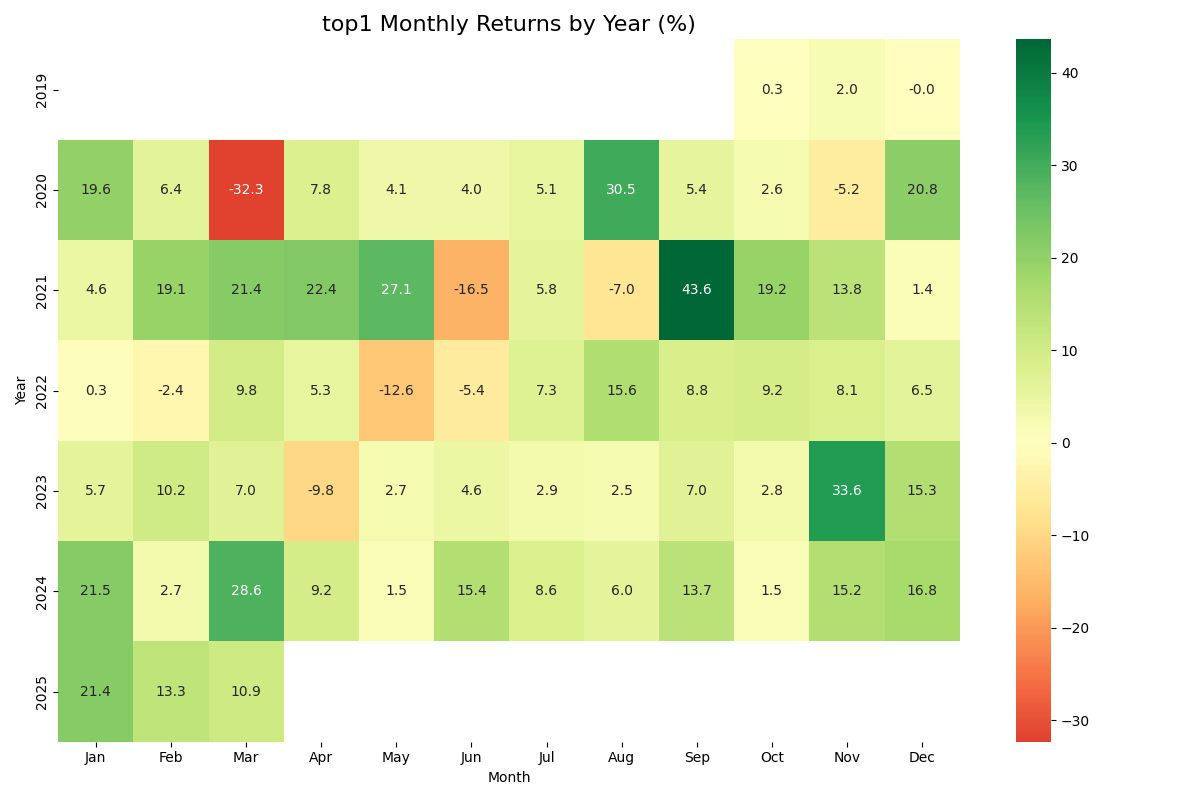 top1 Monthly Returns by Year (%)
2019 0.3 2.0 -0.0
2020 19.6 6.4 -32.3 7.8 4.1 4.0 5.1 30.5 5.4 2.6 -5.2 20.8
2021 4.6 19.1 21.4 22.4 27.1 -16.5 5.8 -7.0 43.6 19.2 13.8 1.4
2022 0.3 -2.4 9.8 5.3 -12.6 -5.4 7.3 15.6 8.8 9.2 8.1 6.5
2023 5.7 10.2 7.0 -9.8 2.7 4.6 2.9 2.5 7.0 2.8 33.6 15.3
2024 21.5 2.7 28.6 9.2 1.5 15.4 8.6 6.0 13.7 1.5 15.2 16.8
2025 21.4 13.3 10.9
Year
Jan Feb Mar Apr May Jun Jul Aug Sep Oct Nov Dec
Month
40
30
20
10
0
−10
−20
−30